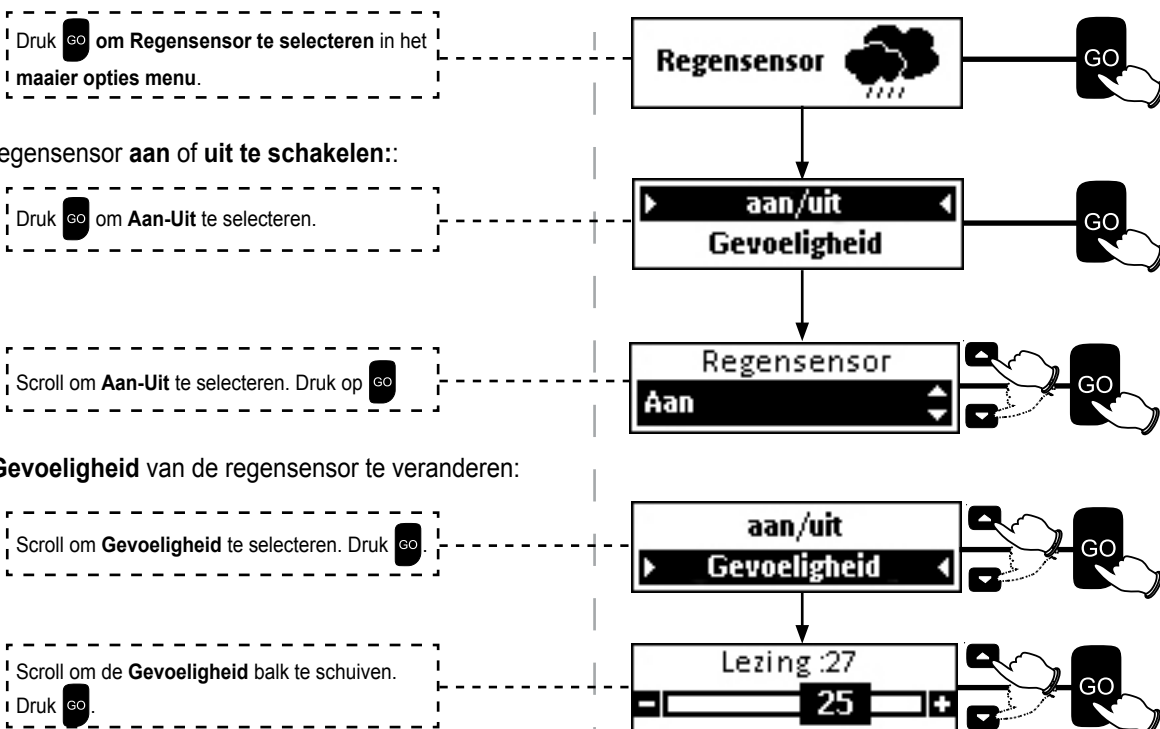 Druk GO om Regensensor te selecteren in het
maaier opties menu.
Regensensor
GO
egensensor aan of uit te schakelen::
Druk GO om Aan-Uit te selecteren.
aan/uit
Gevoeligheid
GO
Scroll om Aan-Uit te selecteren. Druk op GO
Regensensor
Aan
GO
Gevoeligheid van de regensensor te veranderen:
Scroll om Gevoeligheid te selecteren. Druk GO.
aan/uit
Gevoeligheid
GO
Scroll om de Gevoeligheid balk te schuiven.
Druk GO.
Lezing :27
- 25 +
GO